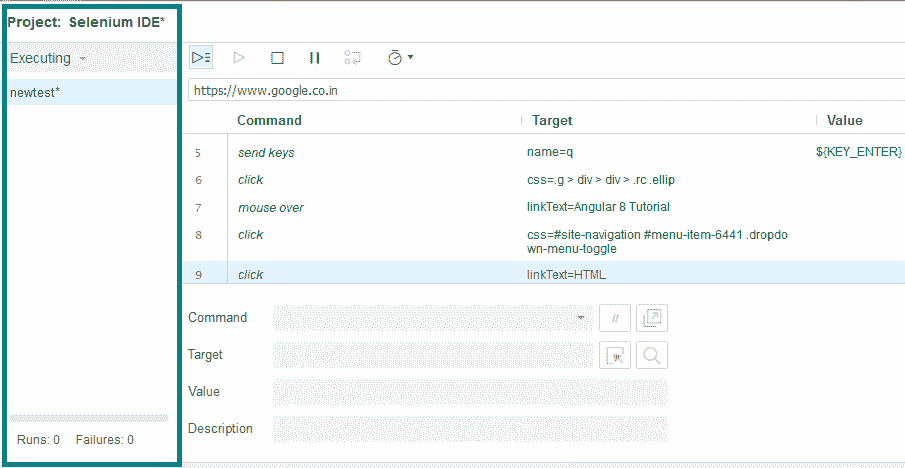 Project: Selenium IDE*
Executing
newtest*
Runs: 0 Failures: 0
https://www.google.co.in
Command Target Value
5 send keys name=q ${KEY_ENTER}
6 click css=.g > div > div > .rc .ellip
7 mouse over linkText=Angular 8 Tutorial
8 click css=#site-navigation #menu-item-6441 .dropdo
wn-menu-toggle
9 click linkText=HTML
Command //
Target
Value
Description